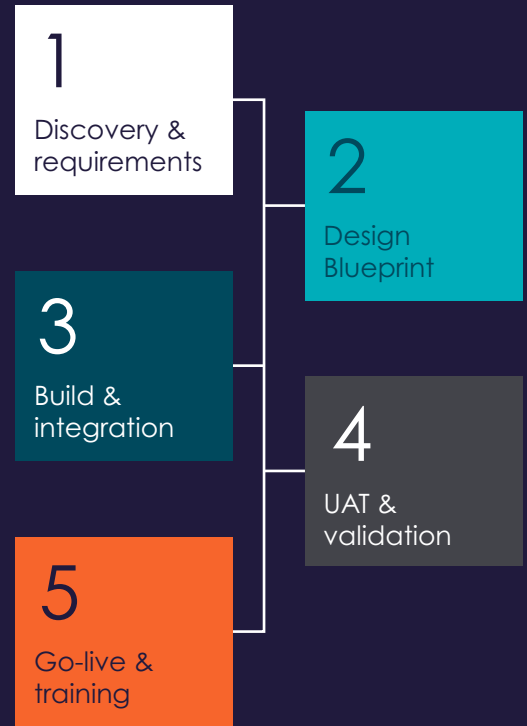 1
Discovery &
requirements
2
Design
Blueprint
3
Build &
integration
4
UAT &
validation
5
Go-live &
training